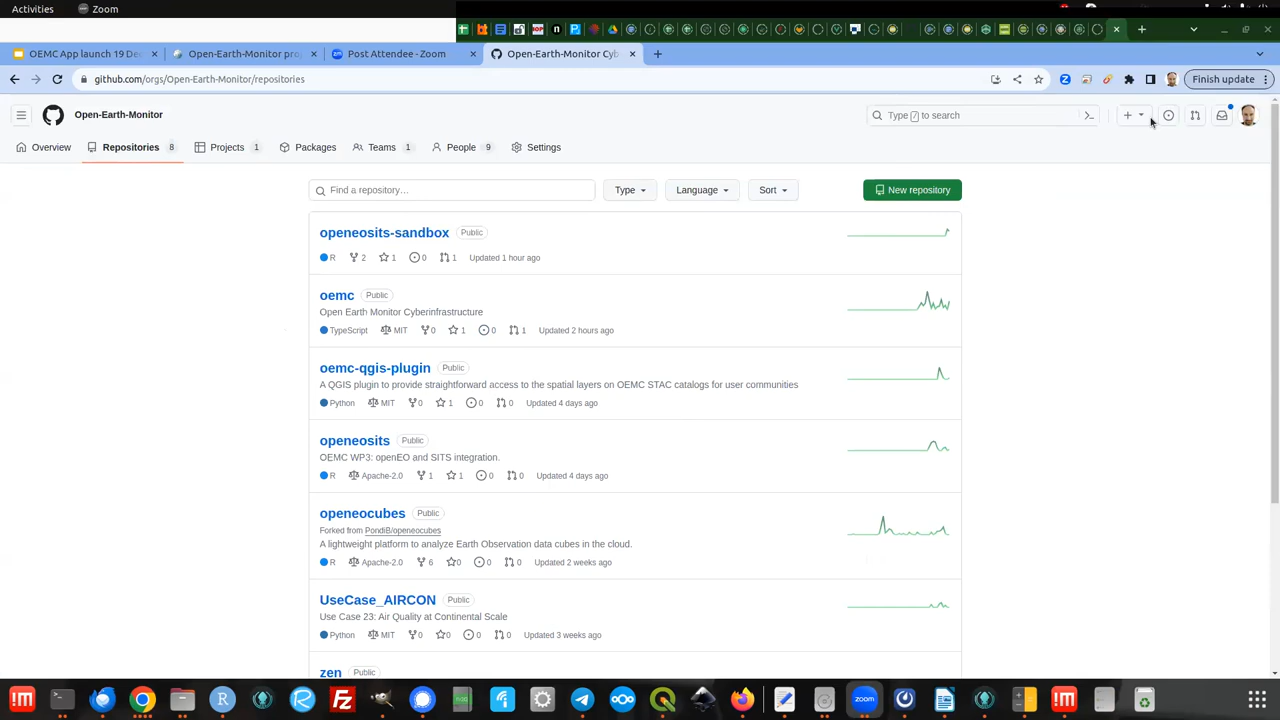 Activities Zoom
OEMC App launch 19 De
Open-Earth-Monitor pro
Post Attendee - Zoom
Open-Earth-Monitor Cyb
github.com/orgs/Open-Earth-Monitor/repositories
Finish update
Open-Earth-Monitor
Type / to search
Overview
Repositories 8
Projects 1
Packages
Teams 1
People 9
Settings
Find a repository…
Type
Language
Sort
New repository
openeosits-sandbox Public
R 2 1 0 1 Updated 1 hour ago
oemc Public
Open Earth Monitor Cyberinfrastructure
TypeScript MIT 0 1 0 1 Updated 2 hours ago
oemc-qgis-plugin Public
A QGIS plugin to provide straightforward access to the spatial layers on OEMC STAC catalogs for user communities
Python MIT 0 1 0 0 Updated 4 days ago
openeosits Public
OEMC WP3: openEO and SITS integration.
R Apache-2.0 1 1 0 0 Updated 4 days ago
openeocubes Public
Forked from PondiB/openeocubes
A lightweight platform to analyze Earth Observation data cubes in the cloud.
R Apache-2.0 6 0 0 0 Updated 2 weeks ago
UseCase_AIRCON Public
Use Case 23: Air Quality at Continental Scale
Python MIT 0 0 0 0 Updated 3 weeks ago
zen Public
zoom